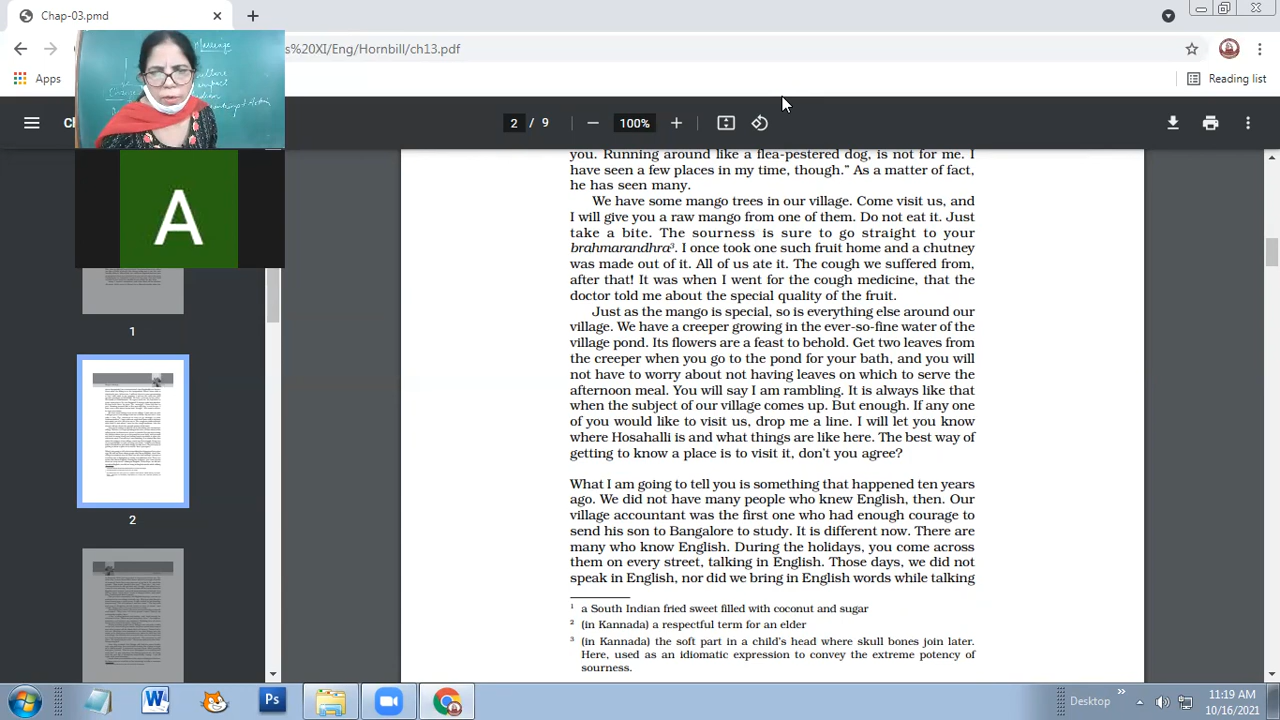 Chap-03.pmd
s%20XI/Eng/Hornbill/ch13.pdf
Apps
Reading list
Marriage
Change
Ch
2 / 9
100%
A
1
2
you. Running around like a flea-pestered dog, is not for me. I
have seen a few places in my time, though." As a matter of fact,
he has seen many.
We have some mango trees in our village. Come visit us, and
I will give you a raw mango from one of them. Do not eat it. Just
take a bite. The sourness is sure to go straight to your
brahmarandhra³. I once took one such fruit home and a chutney
was made out of it. All of us ate it. The cough we suffered from,
after that! It was when I went for the cough medicine, that the
doctor told me about the special quality of the fruit.
Just as the mango is special, so is everything else around our
village. We have a creeper growing in the ever-so-fine water of the
village pond. Its flowers are a feast to behold. Get two leaves from
the creeper when you go to the pond for your bath, and you will
not have to worry about not having leaves on which to serve the
afternoon meal. You will say I am rambling. It is always like that
when the subject of our village comes up. But enough. If any one
of you would like to visit us, drop me a line. I will let you know
where Hosahalli is and what things are like here. The best way of
getting to know a place is to visit it, don't you agree?
What I am going to tell you is something that happened ten years
ago. We did not have many people who knew English, then. Our
village accountant was the first one who had enough courage to
send his son to Bangalore to study. It is different now. There are
many who know English. During the holidays, you come across
them on every street, talking in English. Those days, we did not
speak in English, nor did we bring in English words while talking
South Indian fried sweet filled with coconut and sugar
² (in Kannada) a respectful term for an elder
³ (in Kannada) the soft part in a child's head where skull bones join later.
Here, used as an idiomatic expression to convey the extreme potency of
sourness.
Ps
Desktop
11:19 AM
10/16/2021